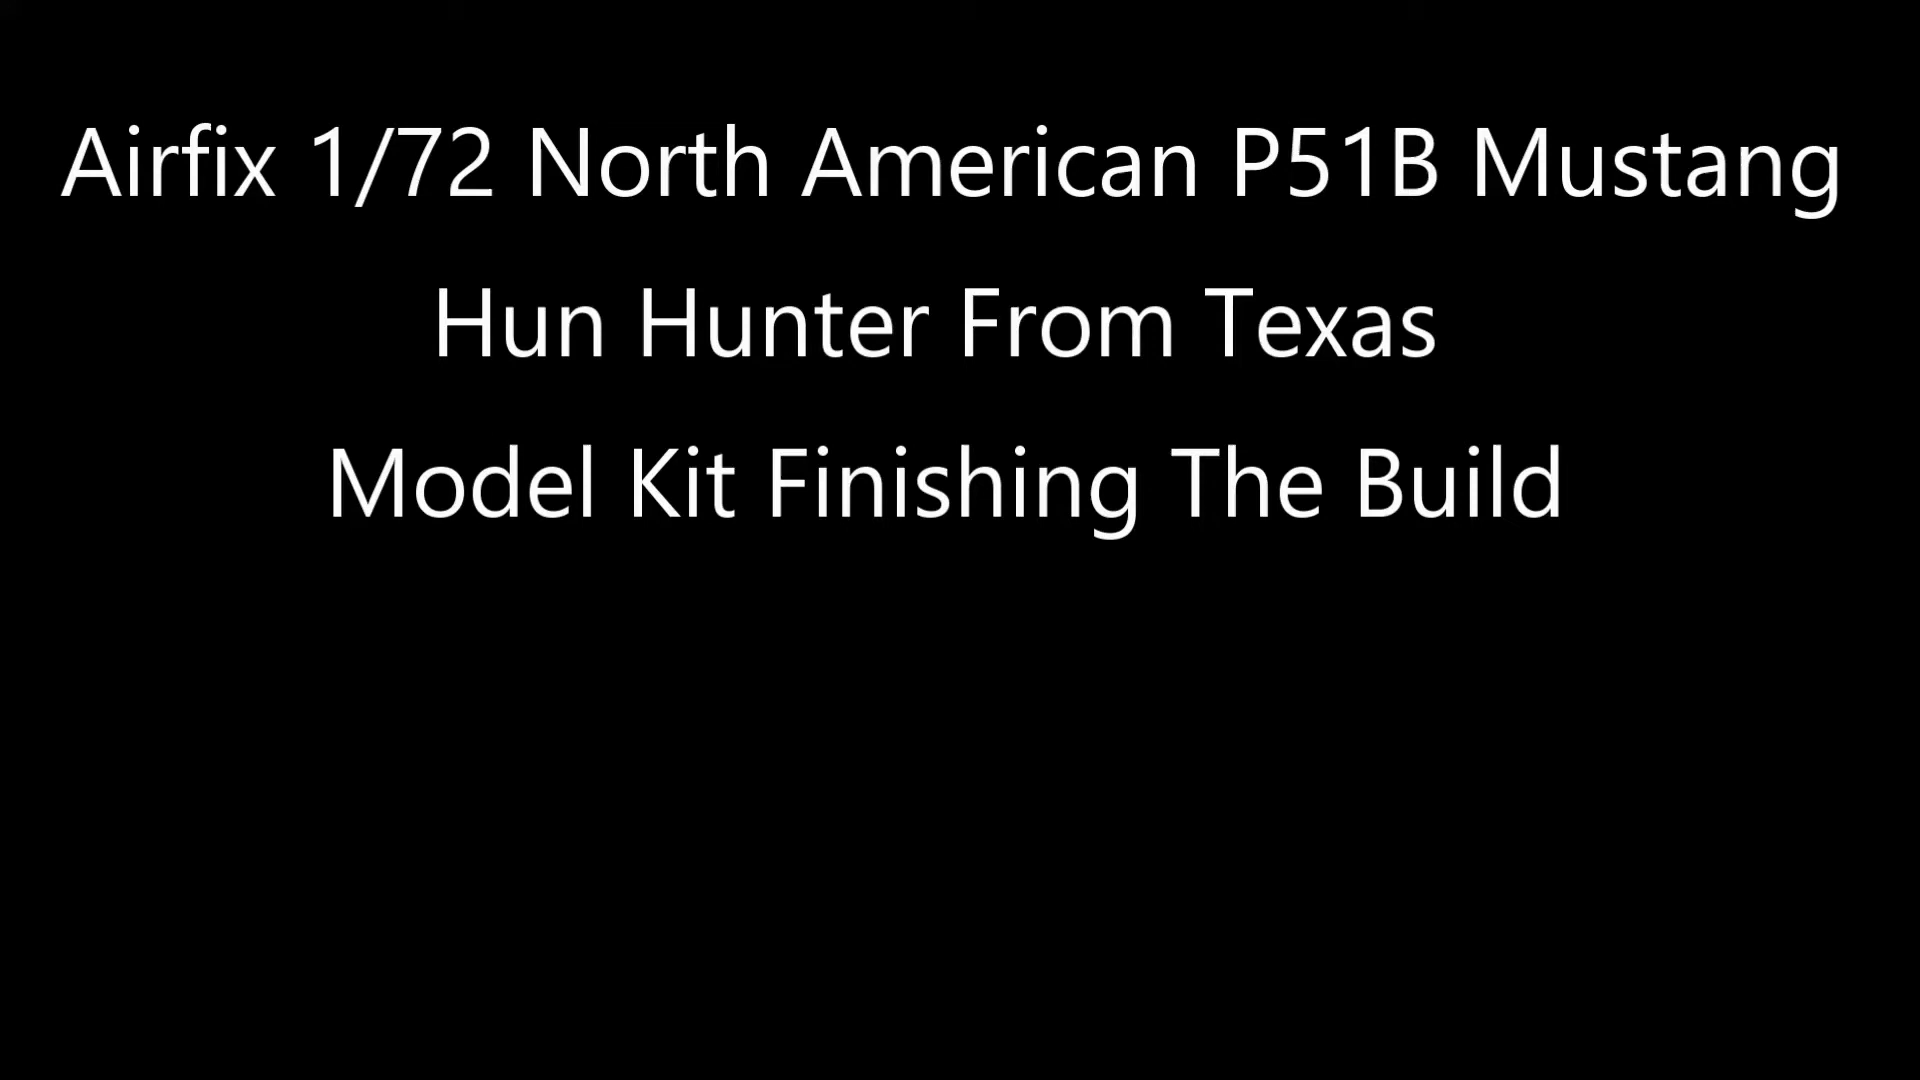 Airfix 1/72 North American P51B Mustang
Hun Hunter From Texas
Model Kit Finishing The Build